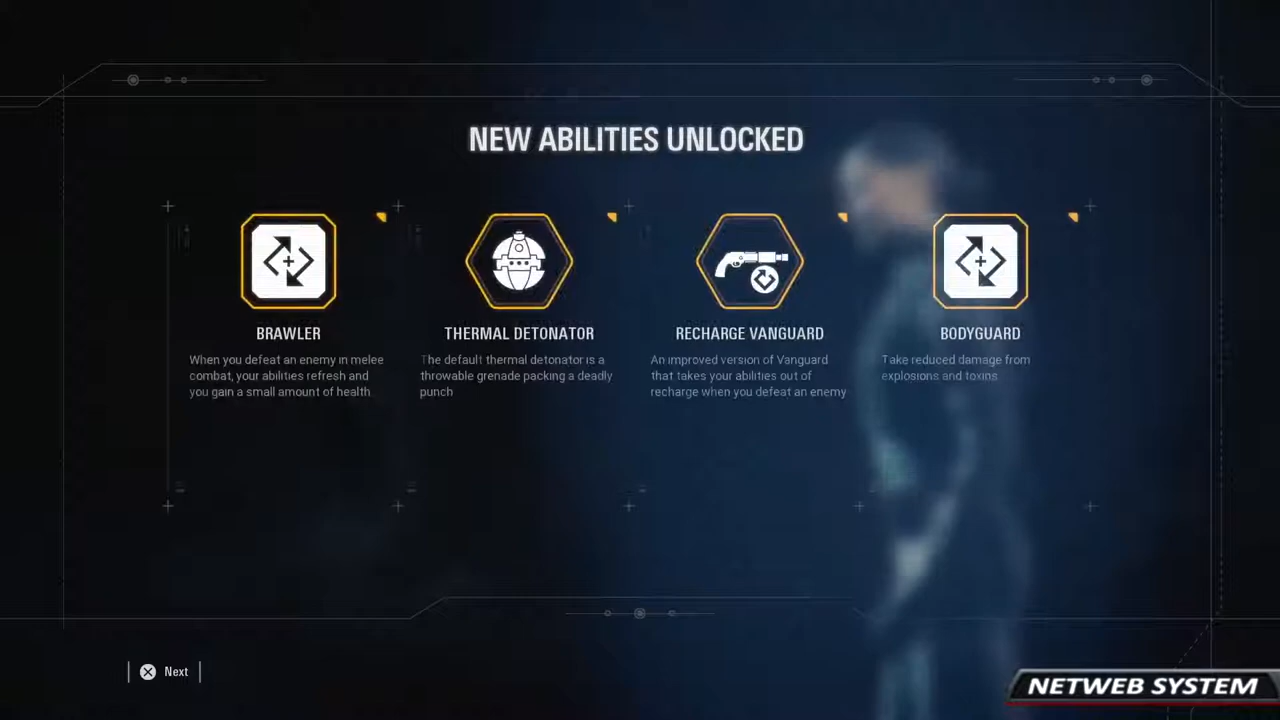 NEW ABILITIES UNLOCKED
BRAWLER
When you defeat an enemy in melee
combat, your abilities refresh and
you gain a small amount of health
THERMAL DETONATOR
The default thermal detonator is a
throwable grenade packing a deadly
punch
RECHARGE VANGUARD
An improved version of Vanguard
that takes your abilities out of
recharge when you defeat an enemy
BODYGUARD
Take reduced damage from
explosions and toxins
Next
NETWEB SYSTEM